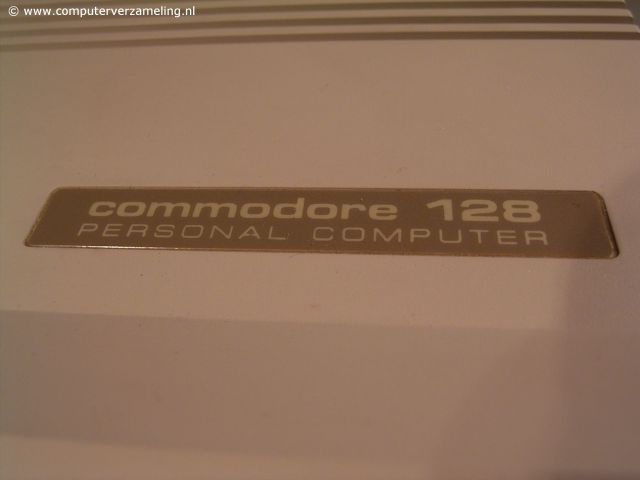 © www.computerverzameling.nl
commodore 128
PERSONAL COMPUTER